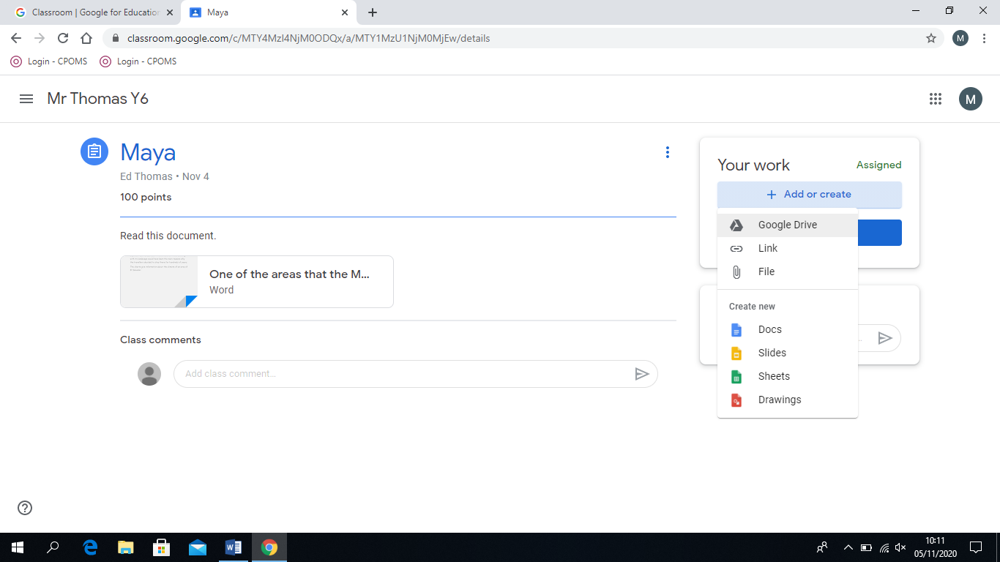 Classroom | Google for Education
Maya
classroom.google.com/c/MTY4MzI4NjM0ODQx/a/MTY1MzU1NjM0MjEw/details
M
Login - CPOMS
Login - CPOMS
Mr Thomas Y6
M
Maya
Ed Thomas • Nov 4
100 points
Read this document.
One of the areas that the M...
Word
Class comments
Add class comment...
Your work
Assigned
+ Add or create
Google Drive
Link
File
Create new
Docs
Slides
Sheets
Drawings
10:11
05/11/2020